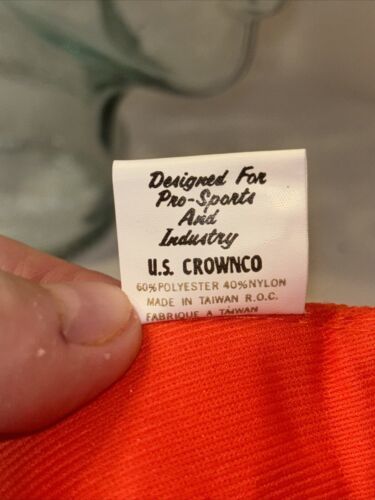 Designed For
Pro-Sports
And
Industry
U.S. CROWNCO
60% POLYESTER 40% NYLON
MADE IN TAIWAN R.O.C.
FABRIQUE A TAIWAN